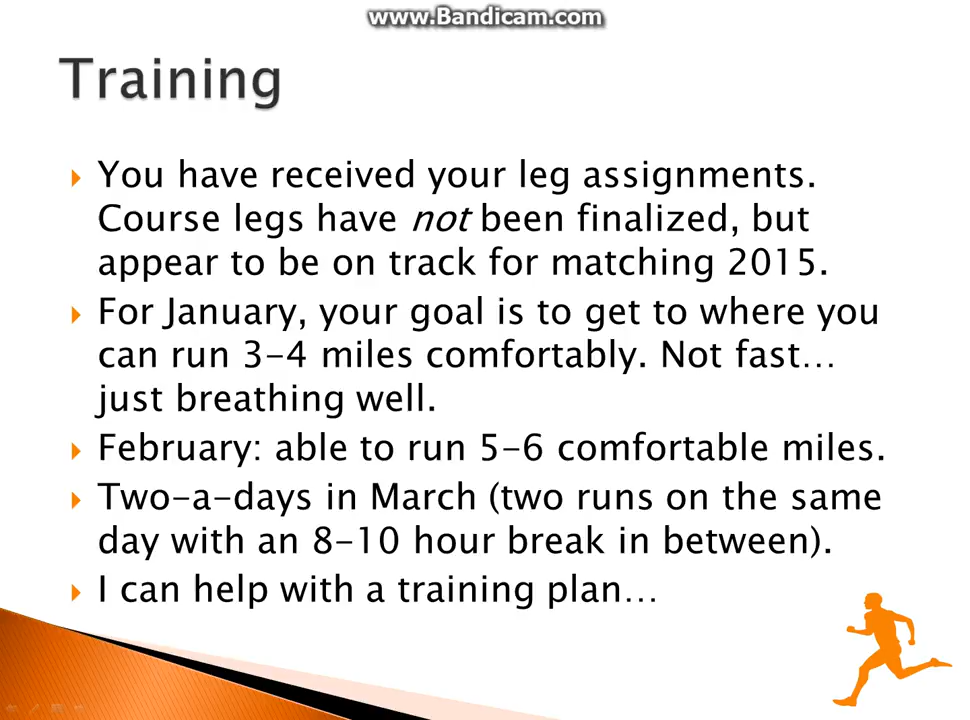 www.Bandicam.com
Training
You have received your leg assignments.
Course legs have not been finalized, but
appear to be on track for matching 2015.
For January, your goal is to get to where you
can run 3-4 miles comfortably. Not fast…
just breathing well.
February: able to run 5-6 comfortable miles.
Two-a-days in March (two runs on the same
day with an 8-10 hour break in between).
I can help with a training plan…